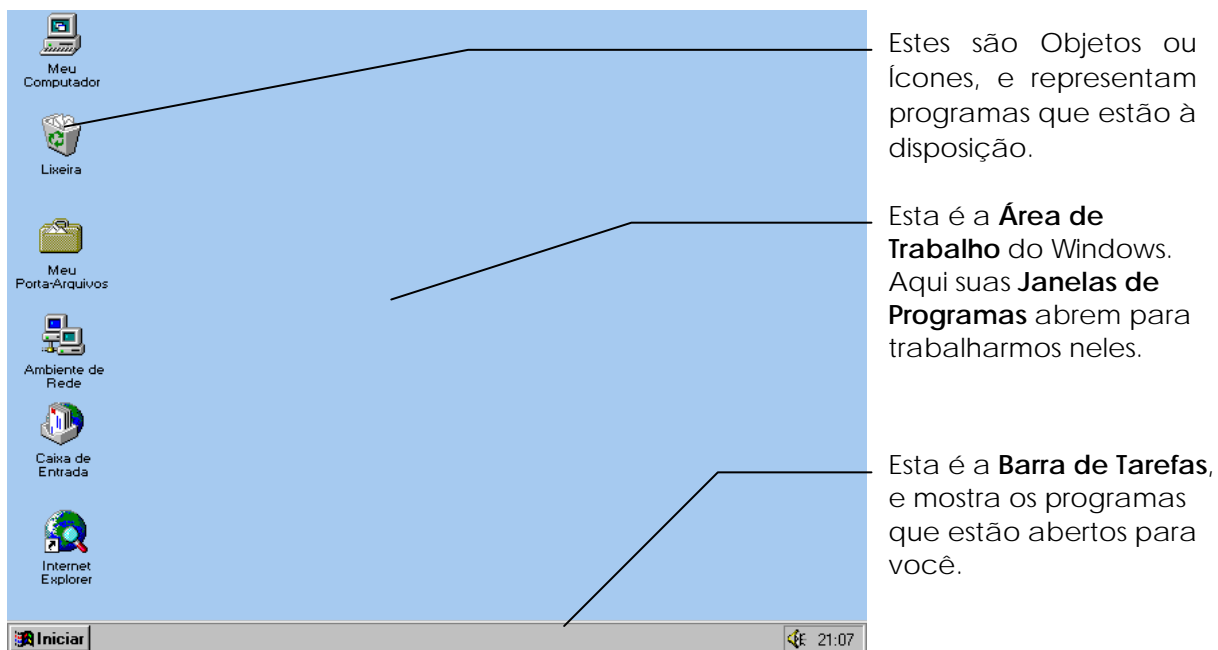 Meu
Computador
Lixeira
Meu
Porta-Arquivos
Ambiente de
Rede
Caixa de
Entrada
Internet
Explorer
Iniciar
21:07
Estes são Objetos ou
Ícones, e representam
programas que estão à
disposição.
Esta é a Área de
Trabalho do Windows.
Aqui suas Janelas de
Programas abrem para
trabalharmos neles.
Esta é a Barra de Tarefas,
e mostra os programas
que estão abertos para
você.